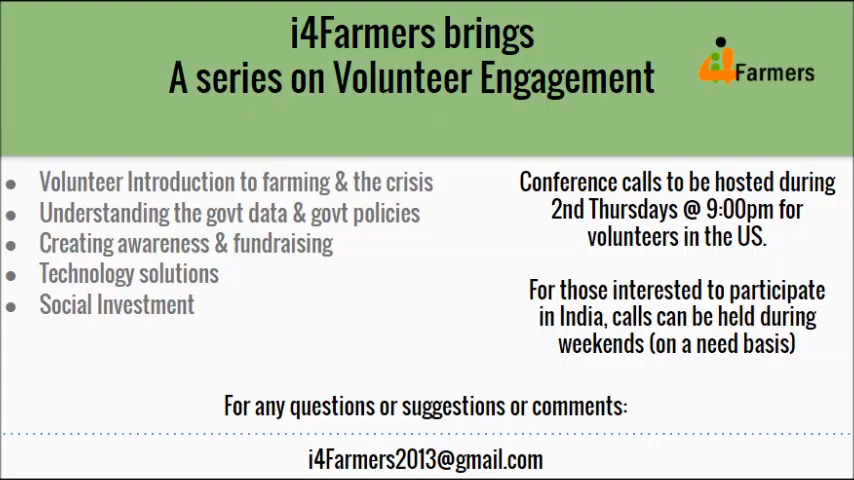 i4Farmers brings
A series on Volunteer Engagement
4Farmers
● Volunteer Introduction to farming & the crisis
● Understanding the govt data & govt policies
● Creating awareness & fundraising
● Technology solutions
● Social Investment
Conference calls to be hosted during
2nd Thursdays @ 9:00pm for
volunteers in the US.
For those interested to participate
in India, calls can be held during
weekends (on a need basis)
For any questions or suggestions or comments:
i4Farmers2013@gmail.com